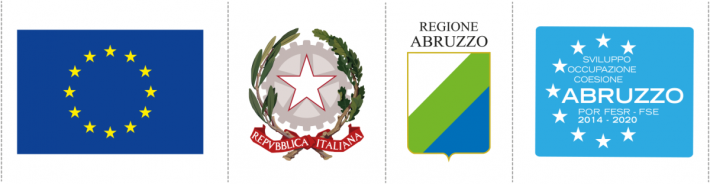 REPVBBLICA ITALIANA
REGIONE
ABRUZZO
SVILUPPO
OCCUPAZIONE
COESIONE
ABRUZZO
POR FESR - FSE
2014 - 2020